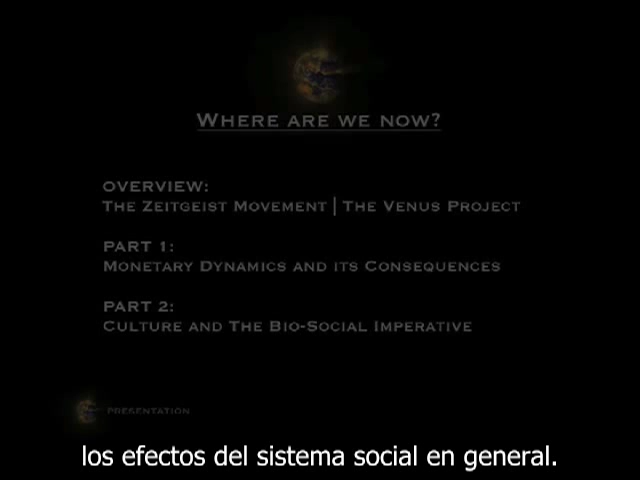 WHERE ARE WE NOW?
OVERVIEW:
THE ZEITGEIST MOVEMENT | THE VENUS PROJECT
PART 1:
MONETARY DYNAMICS AND ITS CONSEQUENCES
PART 2:
CULTURE AND THE BIO-SOCIAL IMPERATIVE
PRESENTATION
los efectos del sistema social en general.